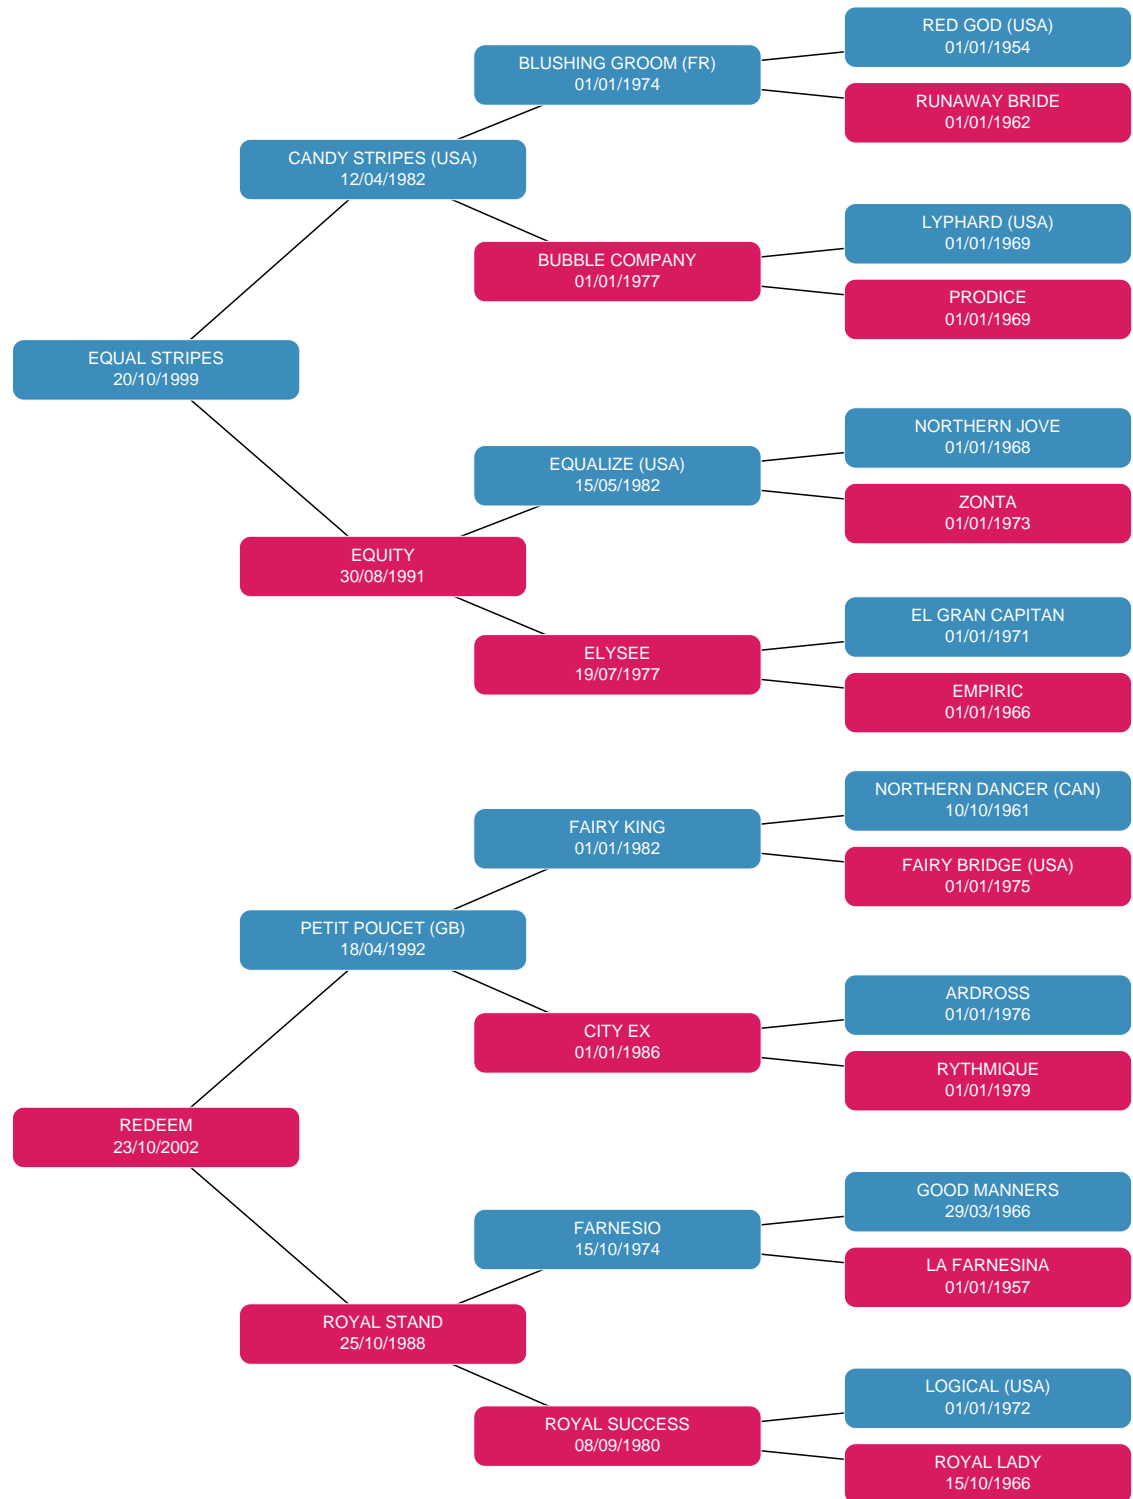 RED GOD (USA)
01/01/1954
BLUSHING GROOM (FR)
01/01/1974
RUNAWAY BRIDE
01/01/1962
CANDY STRIPES (USA)
12/04/1982
LYPHARD (USA)
01/01/1969
BUBBLE COMPANY
01/01/1977
PRODICE
01/01/1969
EQUAL STRIPES
20/10/1999
NORTHERN JOVE
01/01/1968
EQUALIZE (USA)
15/05/1982
ZONTA
01/01/1973
EQUITY
30/08/1991
EL GRAN CAPITAN
01/01/1971
ELYSEE
19/07/1977
EMPIRIC
01/01/1966
NORTHERN DANCER (CAN)
10/10/1961
FAIRY KING
01/01/1982
FAIRY BRIDGE (USA)
01/01/1975
PETIT POUCET (GB)
18/04/1992
ARDROSS
01/01/1976
CITY EX
01/01/1986
RYTHMIQUE
01/01/1979
REDEEM
23/10/2002
GOOD MANNERS
29/03/1966
FARNESIO
15/10/1974
LA FARNESINA
01/01/1957
ROYAL STAND
25/10/1988
LOGICAL (USA)
01/01/1972
ROYAL SUCCESS
08/09/1980
ROYAL LADY
15/10/1966